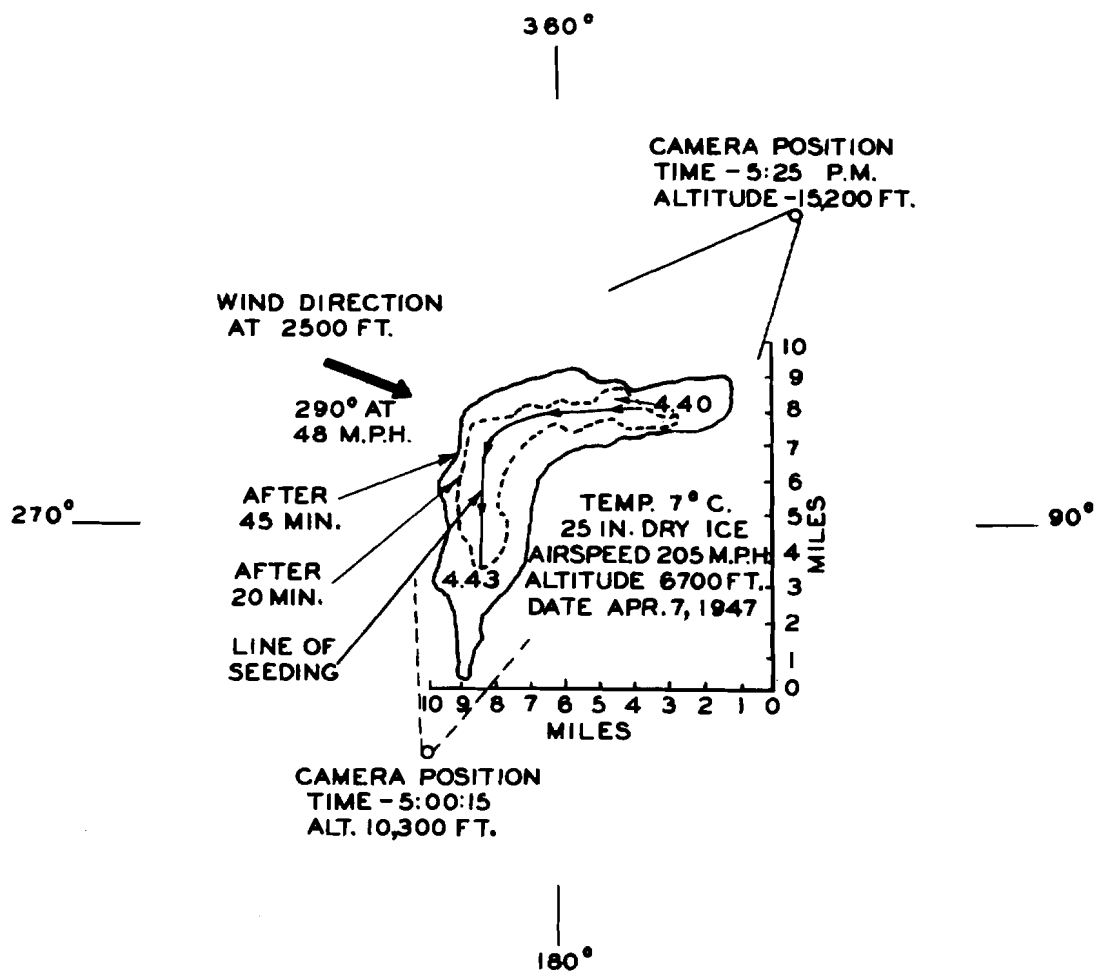 360°
CAMERA POSITION
TIME - 5:25 P.M.
ALTITUDE - 15,200 FT.
WIND DIRECTION
AT 2500 FT.
290° AT
48 M.P.H.
10
9
8
7
6
5
4
3
2
1
0
MILES
4.40
AFTER
45 MIN.
270°
90°
TEMP. 7° C.
25 IN. DRY ICE
AIRSPEED 205 M.P.H.
ALTITUDE 6700 FT.
DATE APR. 7, 1947
AFTER
20 MIN.
4.43
LINE OF
SEEDING
10 9 8 7 6 5 4 3 2 1 0
MILES
CAMERA POSITION
TIME - 5:00:15
ALT. 10,300 FT.
180°